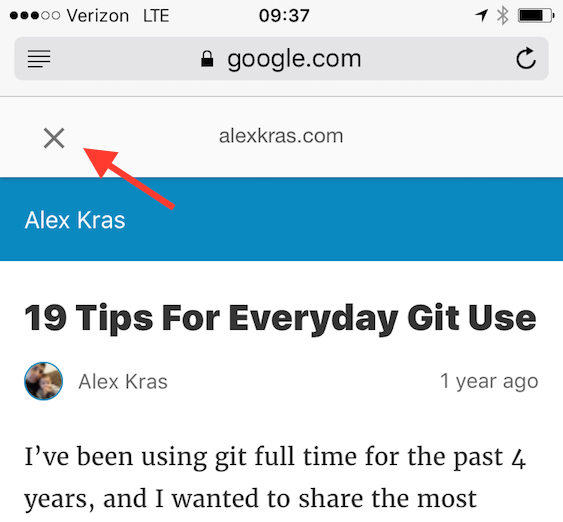 Verizon LTE 09:37
google.com
alexkras.com
Alex Kras
19 Tips For Everyday Git Use
Alex Kras 1 year ago
I’ve been using git full time for the past 4
years, and I wanted to share the most